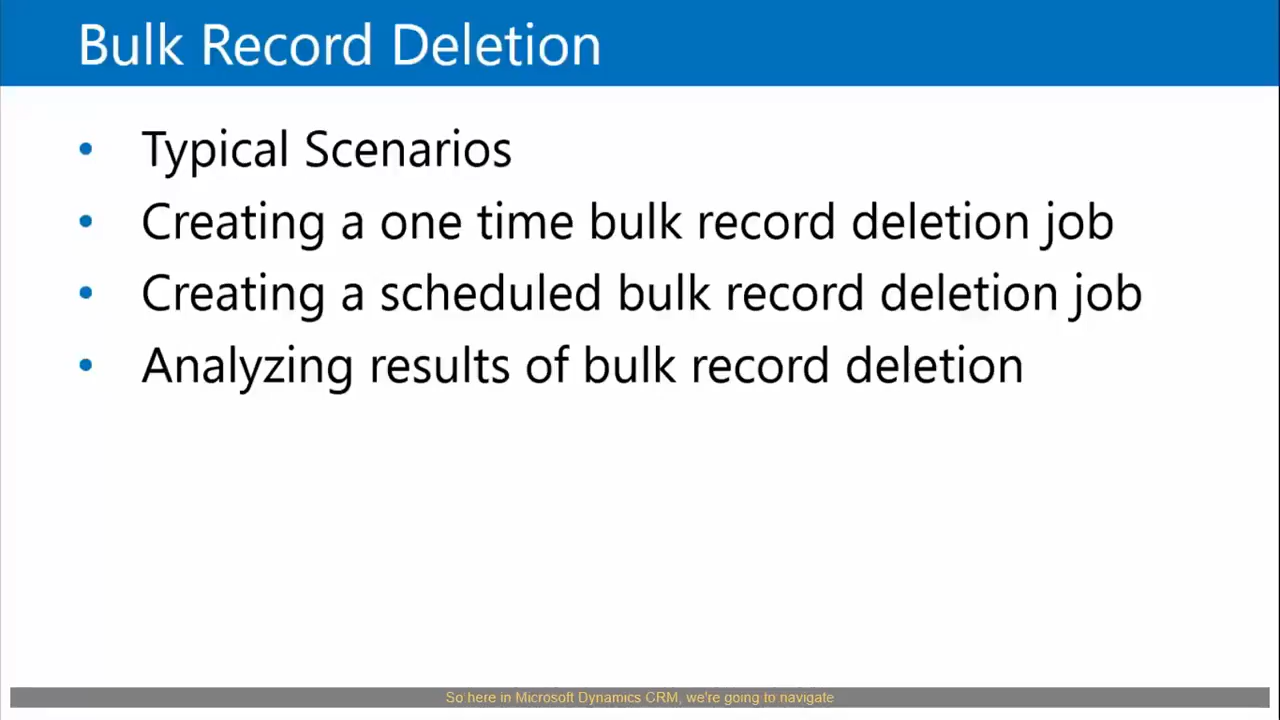 Bulk Record Deletion
• Typical Scenarios
• Creating a one time bulk record deletion job
• Creating a scheduled bulk record deletion job
• Analyzing results of bulk record deletion
So here in Microsoft Dynamics CRM, we're going to navigate